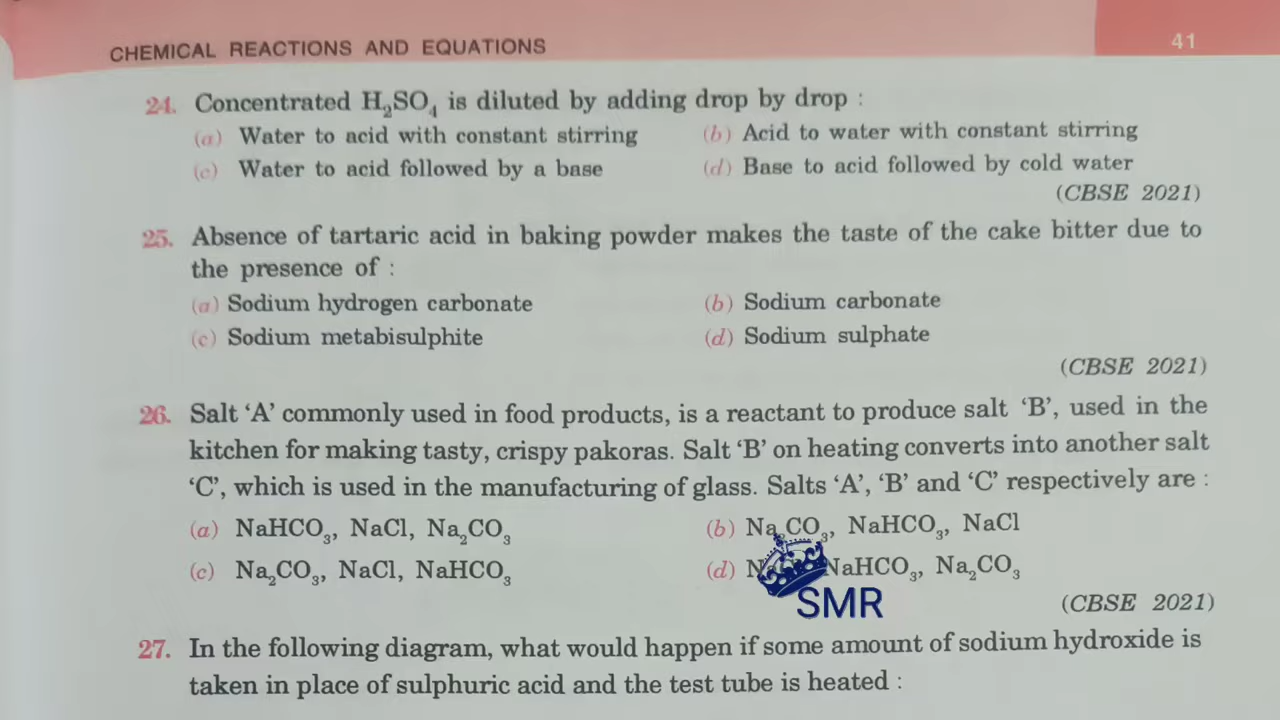 CHEMICAL REACTIONS AND EQUATIONS 41
24. Concentrated H₂SO₄ is diluted by adding drop by drop :
(a) Water to acid with constant stirring (b) Acid to water with constant stirring
(c) Water to acid followed by a base (d) Base to acid followed by cold water
(CBSE 2021)
25. Absence of tartaric acid in baking powder makes the taste of the cake bitter due to
the presence of :
(a) Sodium hydrogen carbonate (b) Sodium carbonate
(c) Sodium metabisulphite (d) Sodium sulphate
(CBSE 2021)
26. Salt ‘A’ commonly used in food products, is a reactant to produce salt ‘B’, used in the
kitchen for making tasty, crispy pakoras. Salt ‘B’ on heating converts into another salt
‘C’, which is used in the manufacturing of glass. Salts ‘A’, ‘B’ and ‘C’ respectively are :
(a) NaHCO₃, NaCl, Na₂CO₃ (b) Na₂CO₃, NaHCO₃, NaCl
(c) Na₂CO₃, NaCl, NaHCO₃ (d) NaHCO₃, Na₂CO₃
SMR
(CBSE 2021)
27. In the following diagram, what would happen if some amount of sodium hydroxide is
taken in place of sulphuric acid and the test tube is heated :